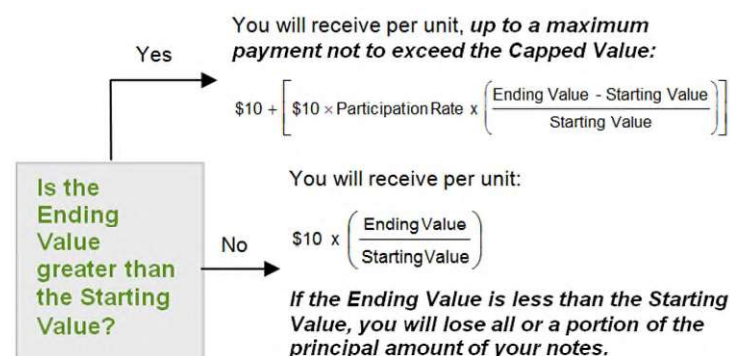 You will receive per unit, up to a maximum
payment not to exceed the Capped Value:
Yes
$10 + [ $10 × Participation Rate x ( Ending Value - Starting Value / Starting Value ) ]
Is the
Ending
Value
greater than
the Starting
Value?
You will receive per unit:
No
$10 x ( Ending Value / Starting Value )
If the Ending Value is less than the Starting
Value, you will lose all or a portion of the
principal amount of your notes.